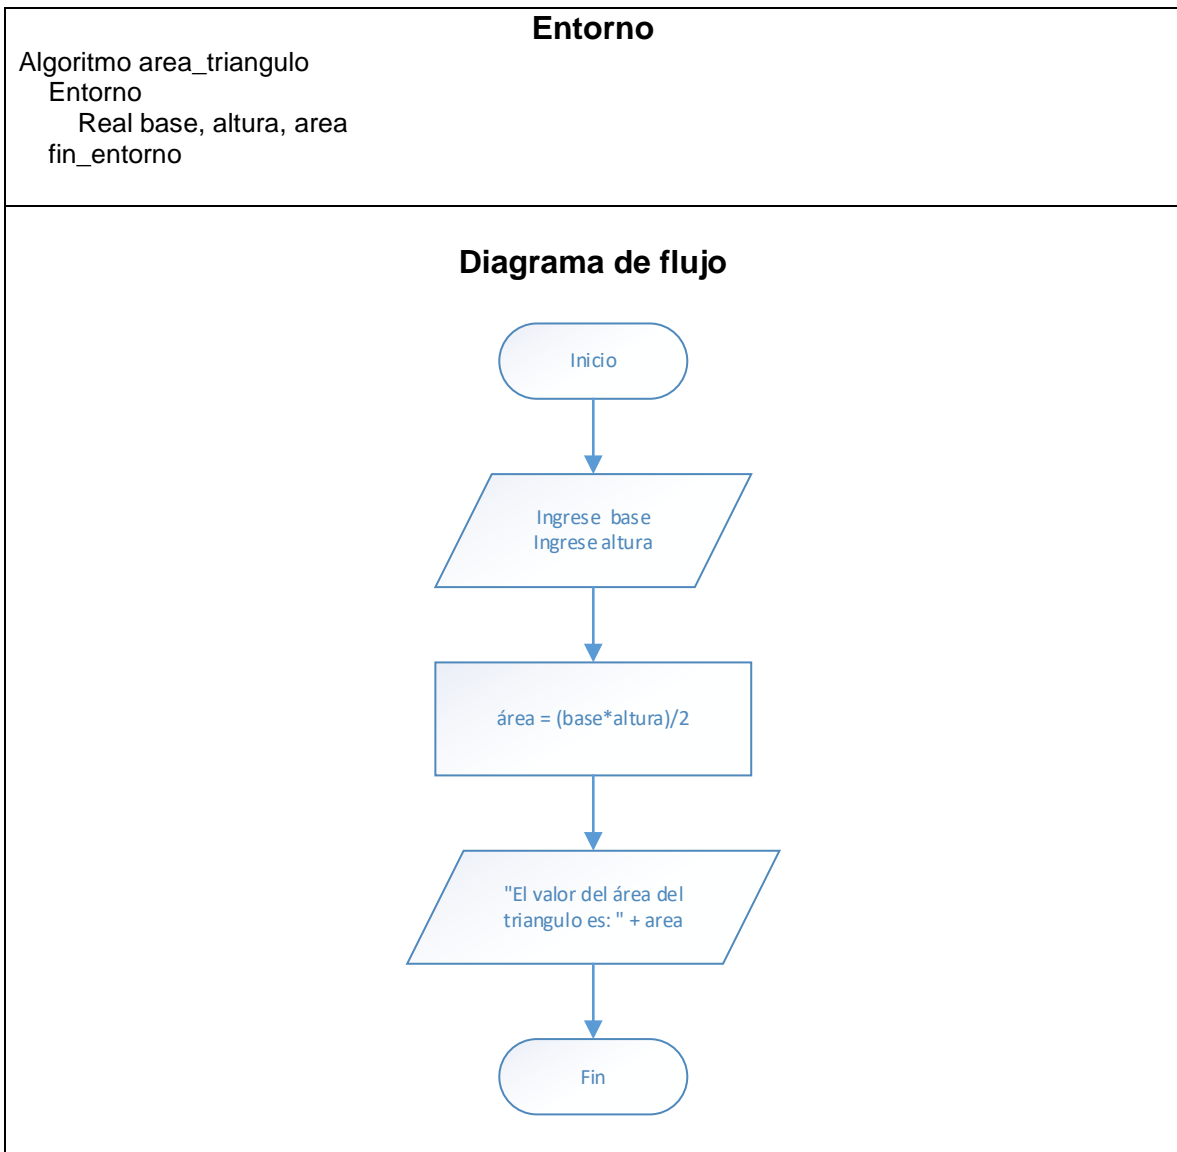 Entorno
Algoritmo area_triangulo
Entorno
Real base, altura, area
fin_entorno
Diagrama de flujo
Inicio
Ingrese base
Ingrese altura
área = (base*altura)/2
"El valor del área del
triangulo es: " + area
Fin